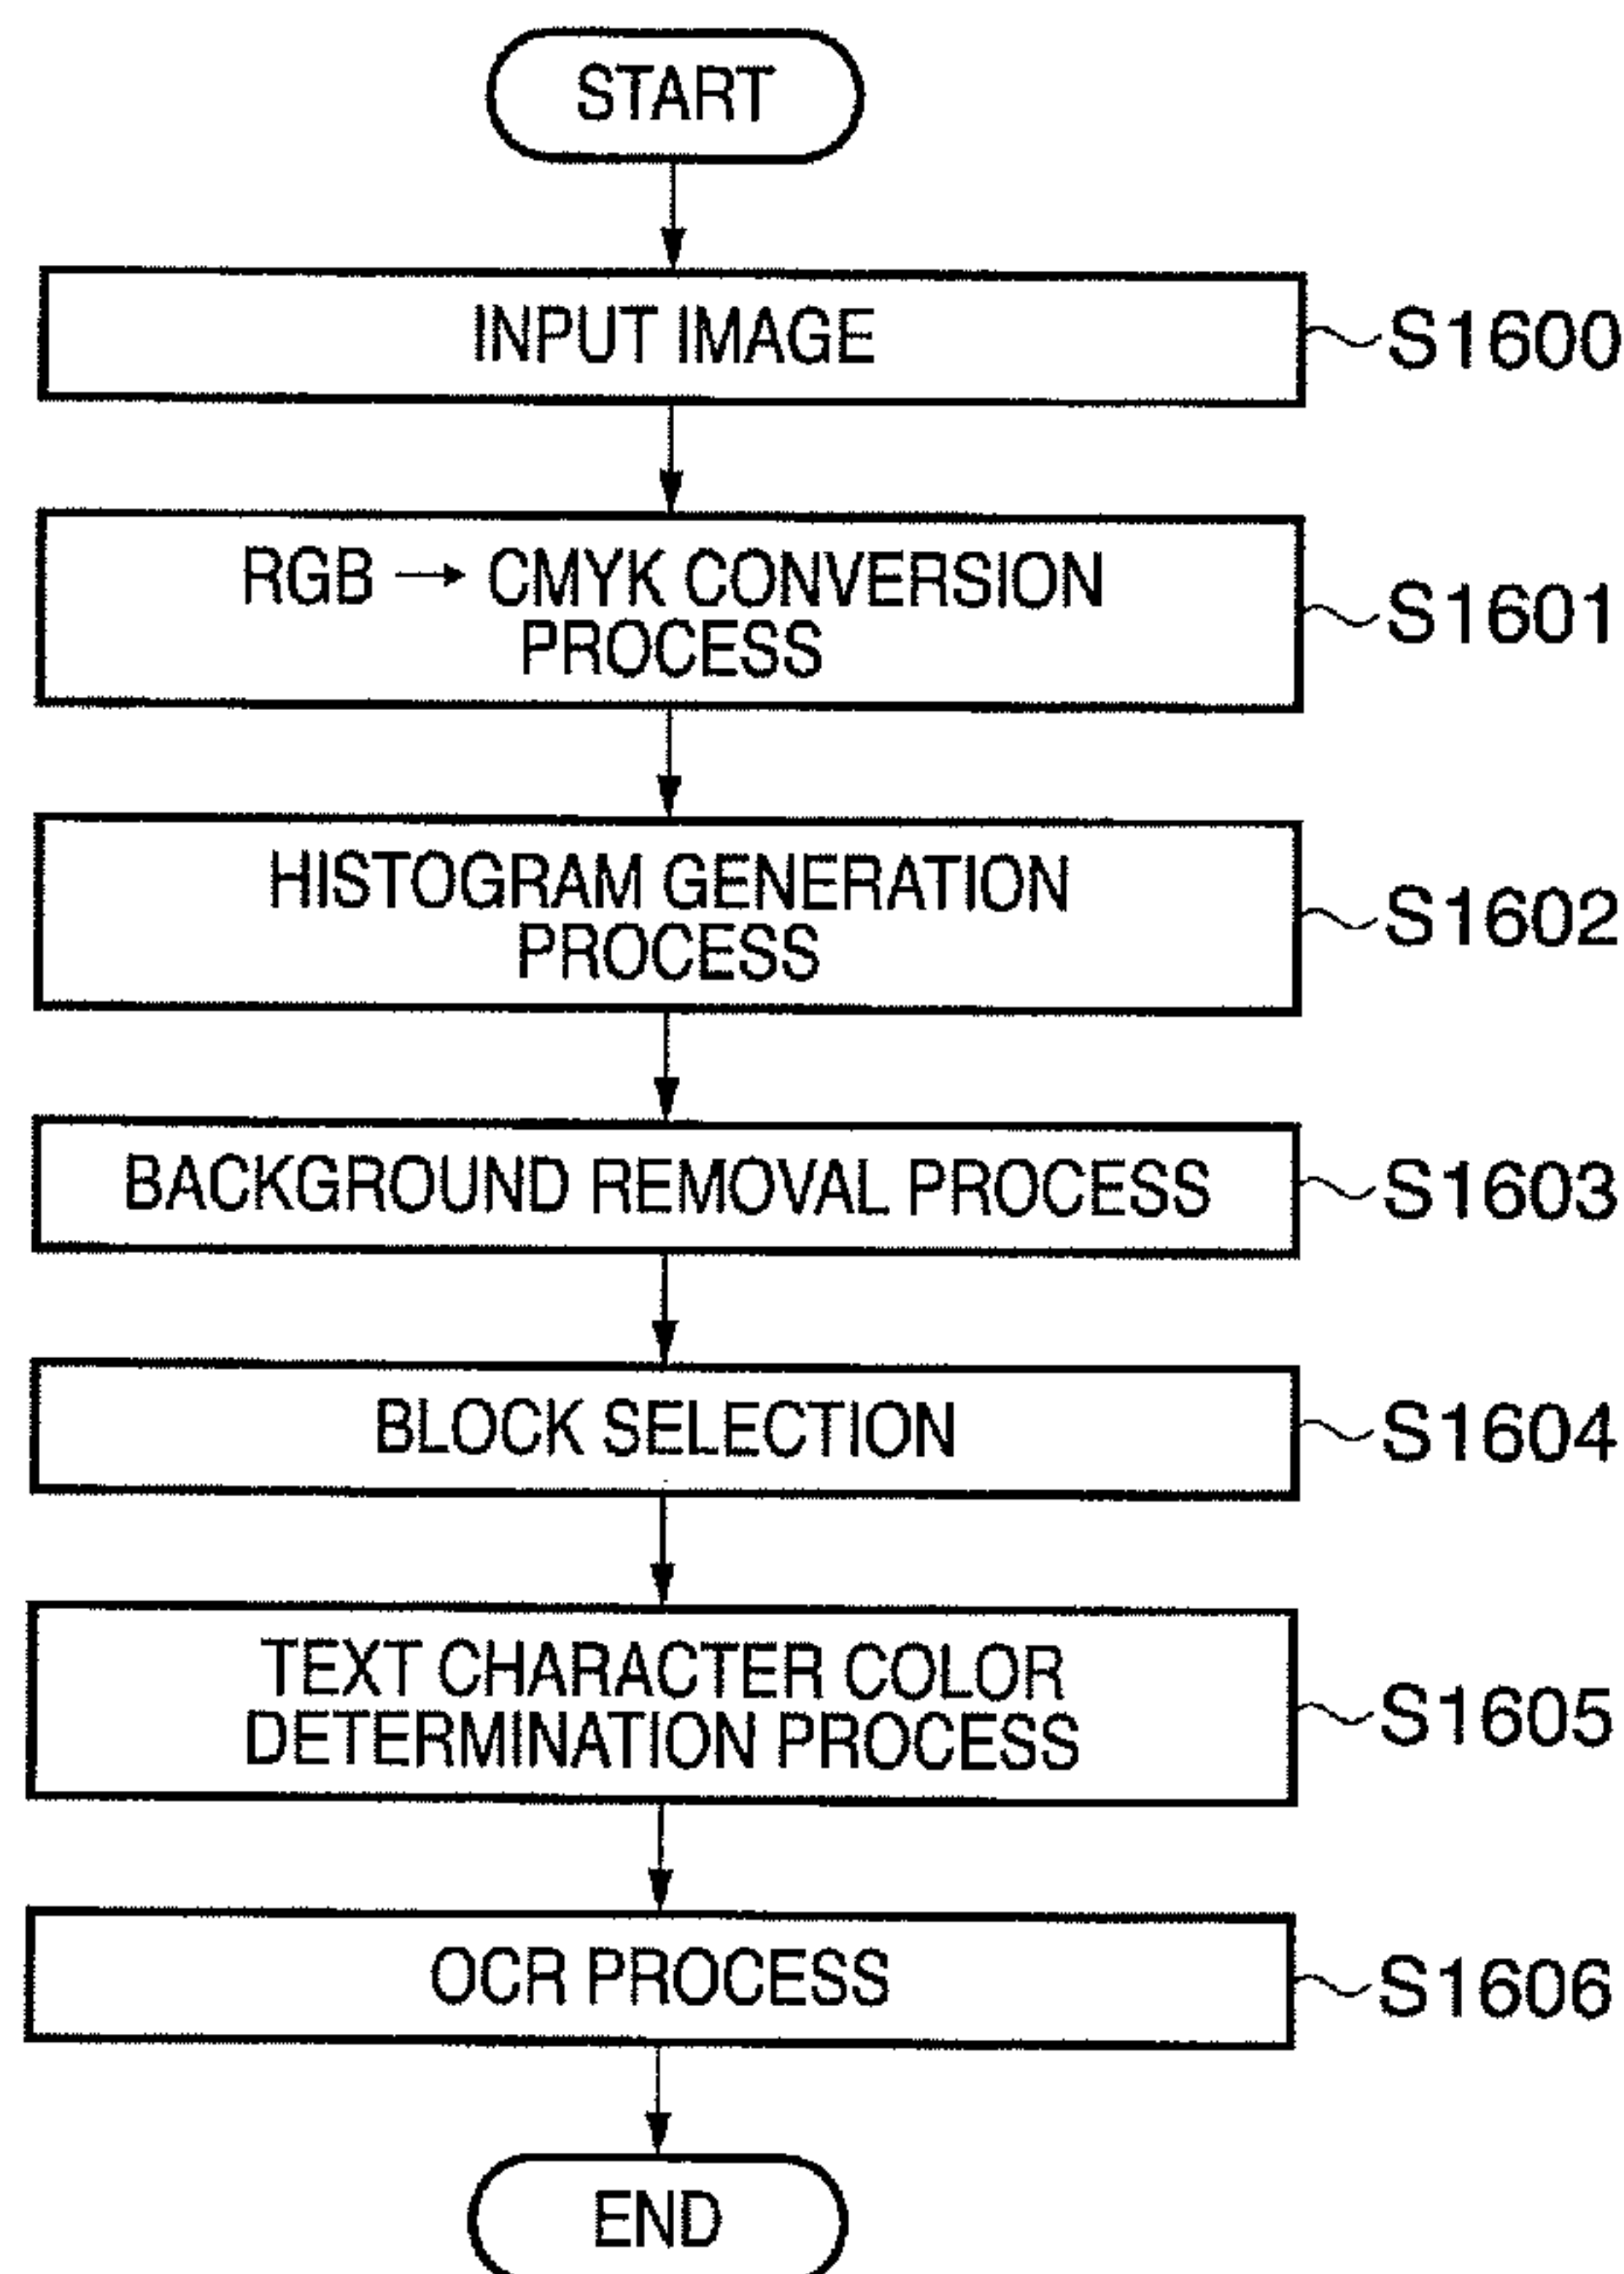 START
INPUT IMAGE
S1600
RGB → CMYK CONVERSION
PROCESS
S1601
HISTOGRAM GENERATION
PROCESS
S1602
BACKGROUND REMOVAL PROCESS
S1603
BLOCK SELECTION
S1604
TEXT CHARACTER COLOR
DETERMINATION PROCESS
S1605
OCR PROCESS
S1606
END